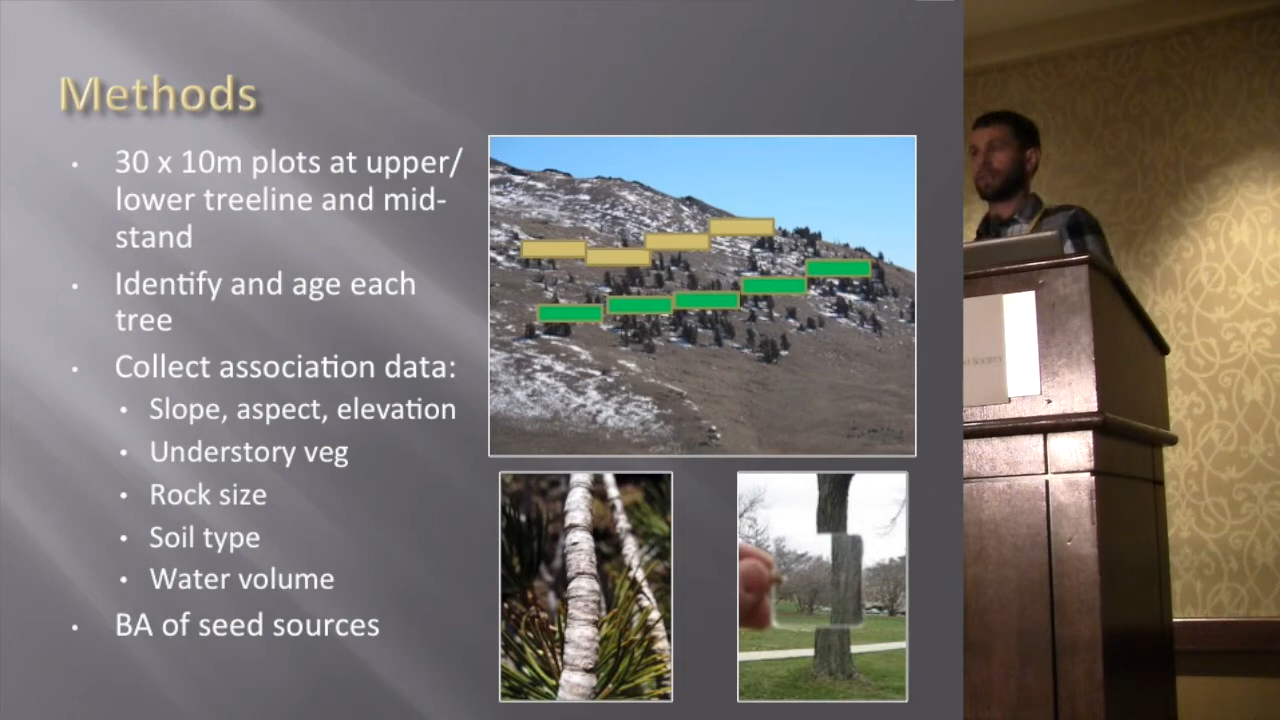 Methods
• 30 x 10m plots at upper/
lower treeline and mid-
stand
• Identify and age each
tree
• Collect association data:
• Slope, aspect, elevation
• Understory veg
• Rock size
• Soil type
• Water volume
• BA of seed sources
Society